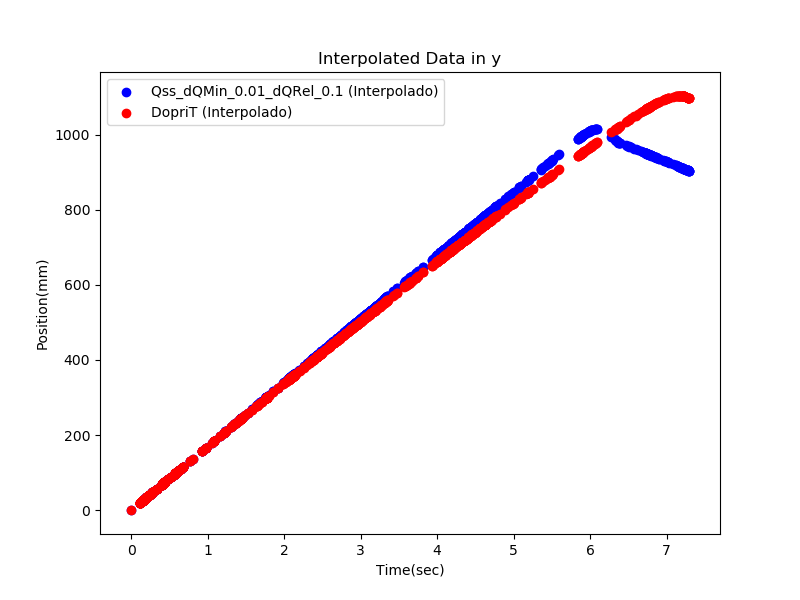 Interpolated Data in y
Qss_dQMin_0.01_dQRel_0.1 (Interpolado)
DopriT (Interpolado)
1000
800
600
400
200
0
Position(mm)
0 1 2 3 4 5 6 7
Time(sec)